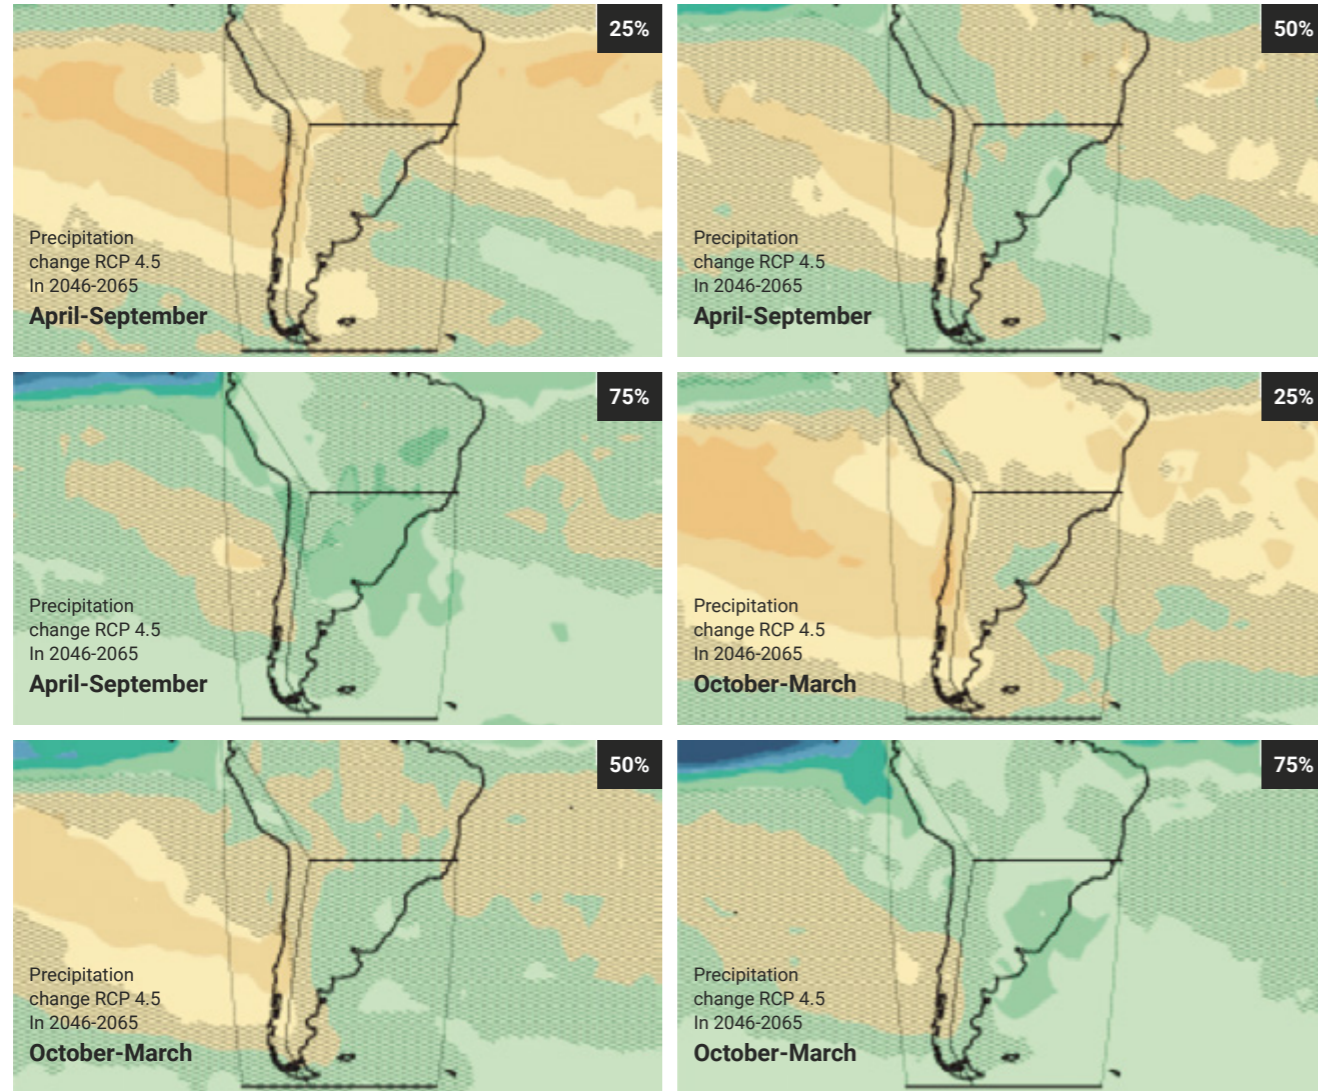 25%
Precipitation
change RCP 4.5
In 2046-2065
April-September
50%
Precipitation
change RCP 4.5
In 2046-2065
April-September
75%
Precipitation
change RCP 4.5
In 2046-2065
April-September
25%
Precipitation
change RCP 4.5
In 2046-2065
October-March
50%
Precipitation
change RCP 4.5
In 2046-2065
October-March
75%
Precipitation
change RCP 4.5
In 2046-2065
October-March